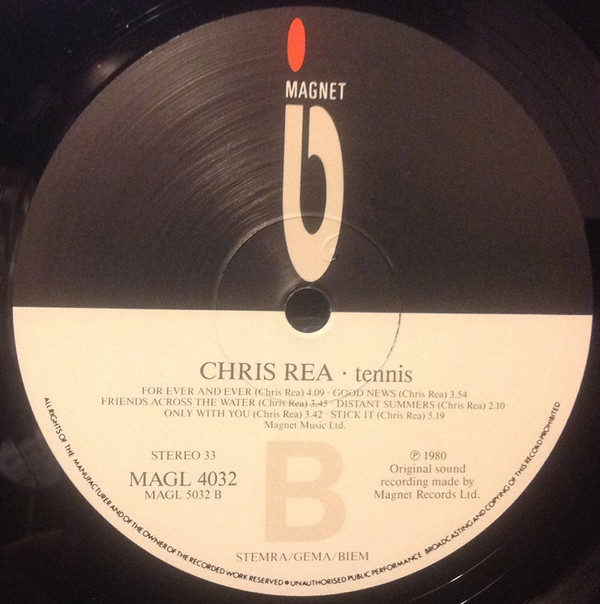 MAGNET
CHRIS REA · tennis
FOR EVER AND EVER (Chris Rea) 4.09 · GOOD NEWS (Chris Rea) 3.54
FRIENDS ACROSS THE WATER (Chris Rea) 3.45 · DISTANT SUMMERS (Chris Rea) 2.10
ONLY WITH YOU (Chris Rea) 3.42 · STICK IT (Chris Rea) 5.19
Magnet Music Ltd.
STEREO 33
MAGL 4032
MAGL 5032 B
B
℗ 1980
Original sound
recording made by
Magnet Records Ltd.
STEMRA/GEMA/BIEM
ALL RIGHTS OF THE MANUFACTURER AND OF THE OWNER OF THE RECORDED WORK RESERVED ● UNAUTHORISED PUBLIC PERFORMANCE BROADCASTING AND COPYING OF THIS RECORD PROHIBITED